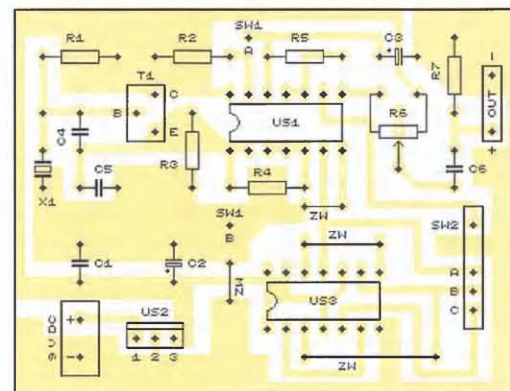 SW1
R1
R2
A
R5
C3
R7
T1
C
B
E
US1
R6
OUT
-
+
C4
X1
C5
R3
R4
C6
ZW
SW1
B
ZW
SW2
A
B
C
C1
C2
ZW
US3
DC
+
V
9
-
US2
1 2 3
ZW